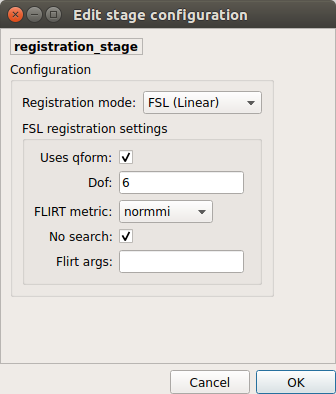 Edit stage configuration
registration_stage
Configuration
Registration mode: FSL (Linear)
FSL registration settings
Uses qform:
Dof: 6
FLIRT metric: normmi
No search:
Flirt args:
Cancel OK